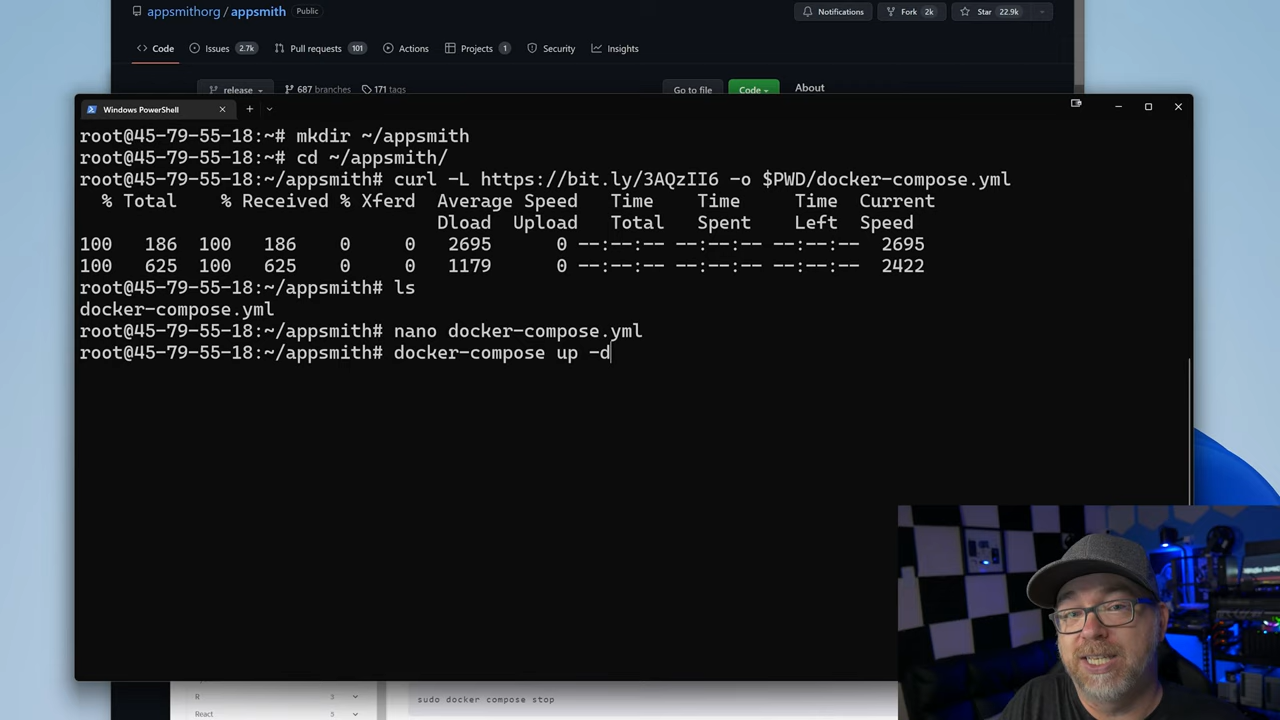 appsmithorg / appsmith Public
Notifications Fork 2k Star 22.9k
Code Issues 2.7k Pull requests 101 Actions Projects 1 Security Insights
release 687 branches 171 tags Go to file Code About
Windows PowerShell
root@45-79-55-18:~# mkdir ~/appsmith
root@45-79-55-18:~# cd ~/appsmith/
root@45-79-55-18:~/appsmith# curl -L https://bit.ly/3AQzII6 -o $PWD/docker-compose.yml
% Total % Received % Xferd Average Speed Time Time Time Current
Dload Upload Total Spent Left Speed
100 186 100 186 0 0 2695 0 --:--:-- --:--:-- --:--:-- 2695
100 625 100 625 0 0 1179 0 --:--:-- --:--:-- --:--:-- 2422
root@45-79-55-18:~/appsmith# ls
docker-compose.yml
root@45-79-55-18:~/appsmith# nano docker-compose.yml
root@45-79-55-18:~/appsmith# docker-compose up -d
R 3
sudo docker compose stop
React 5